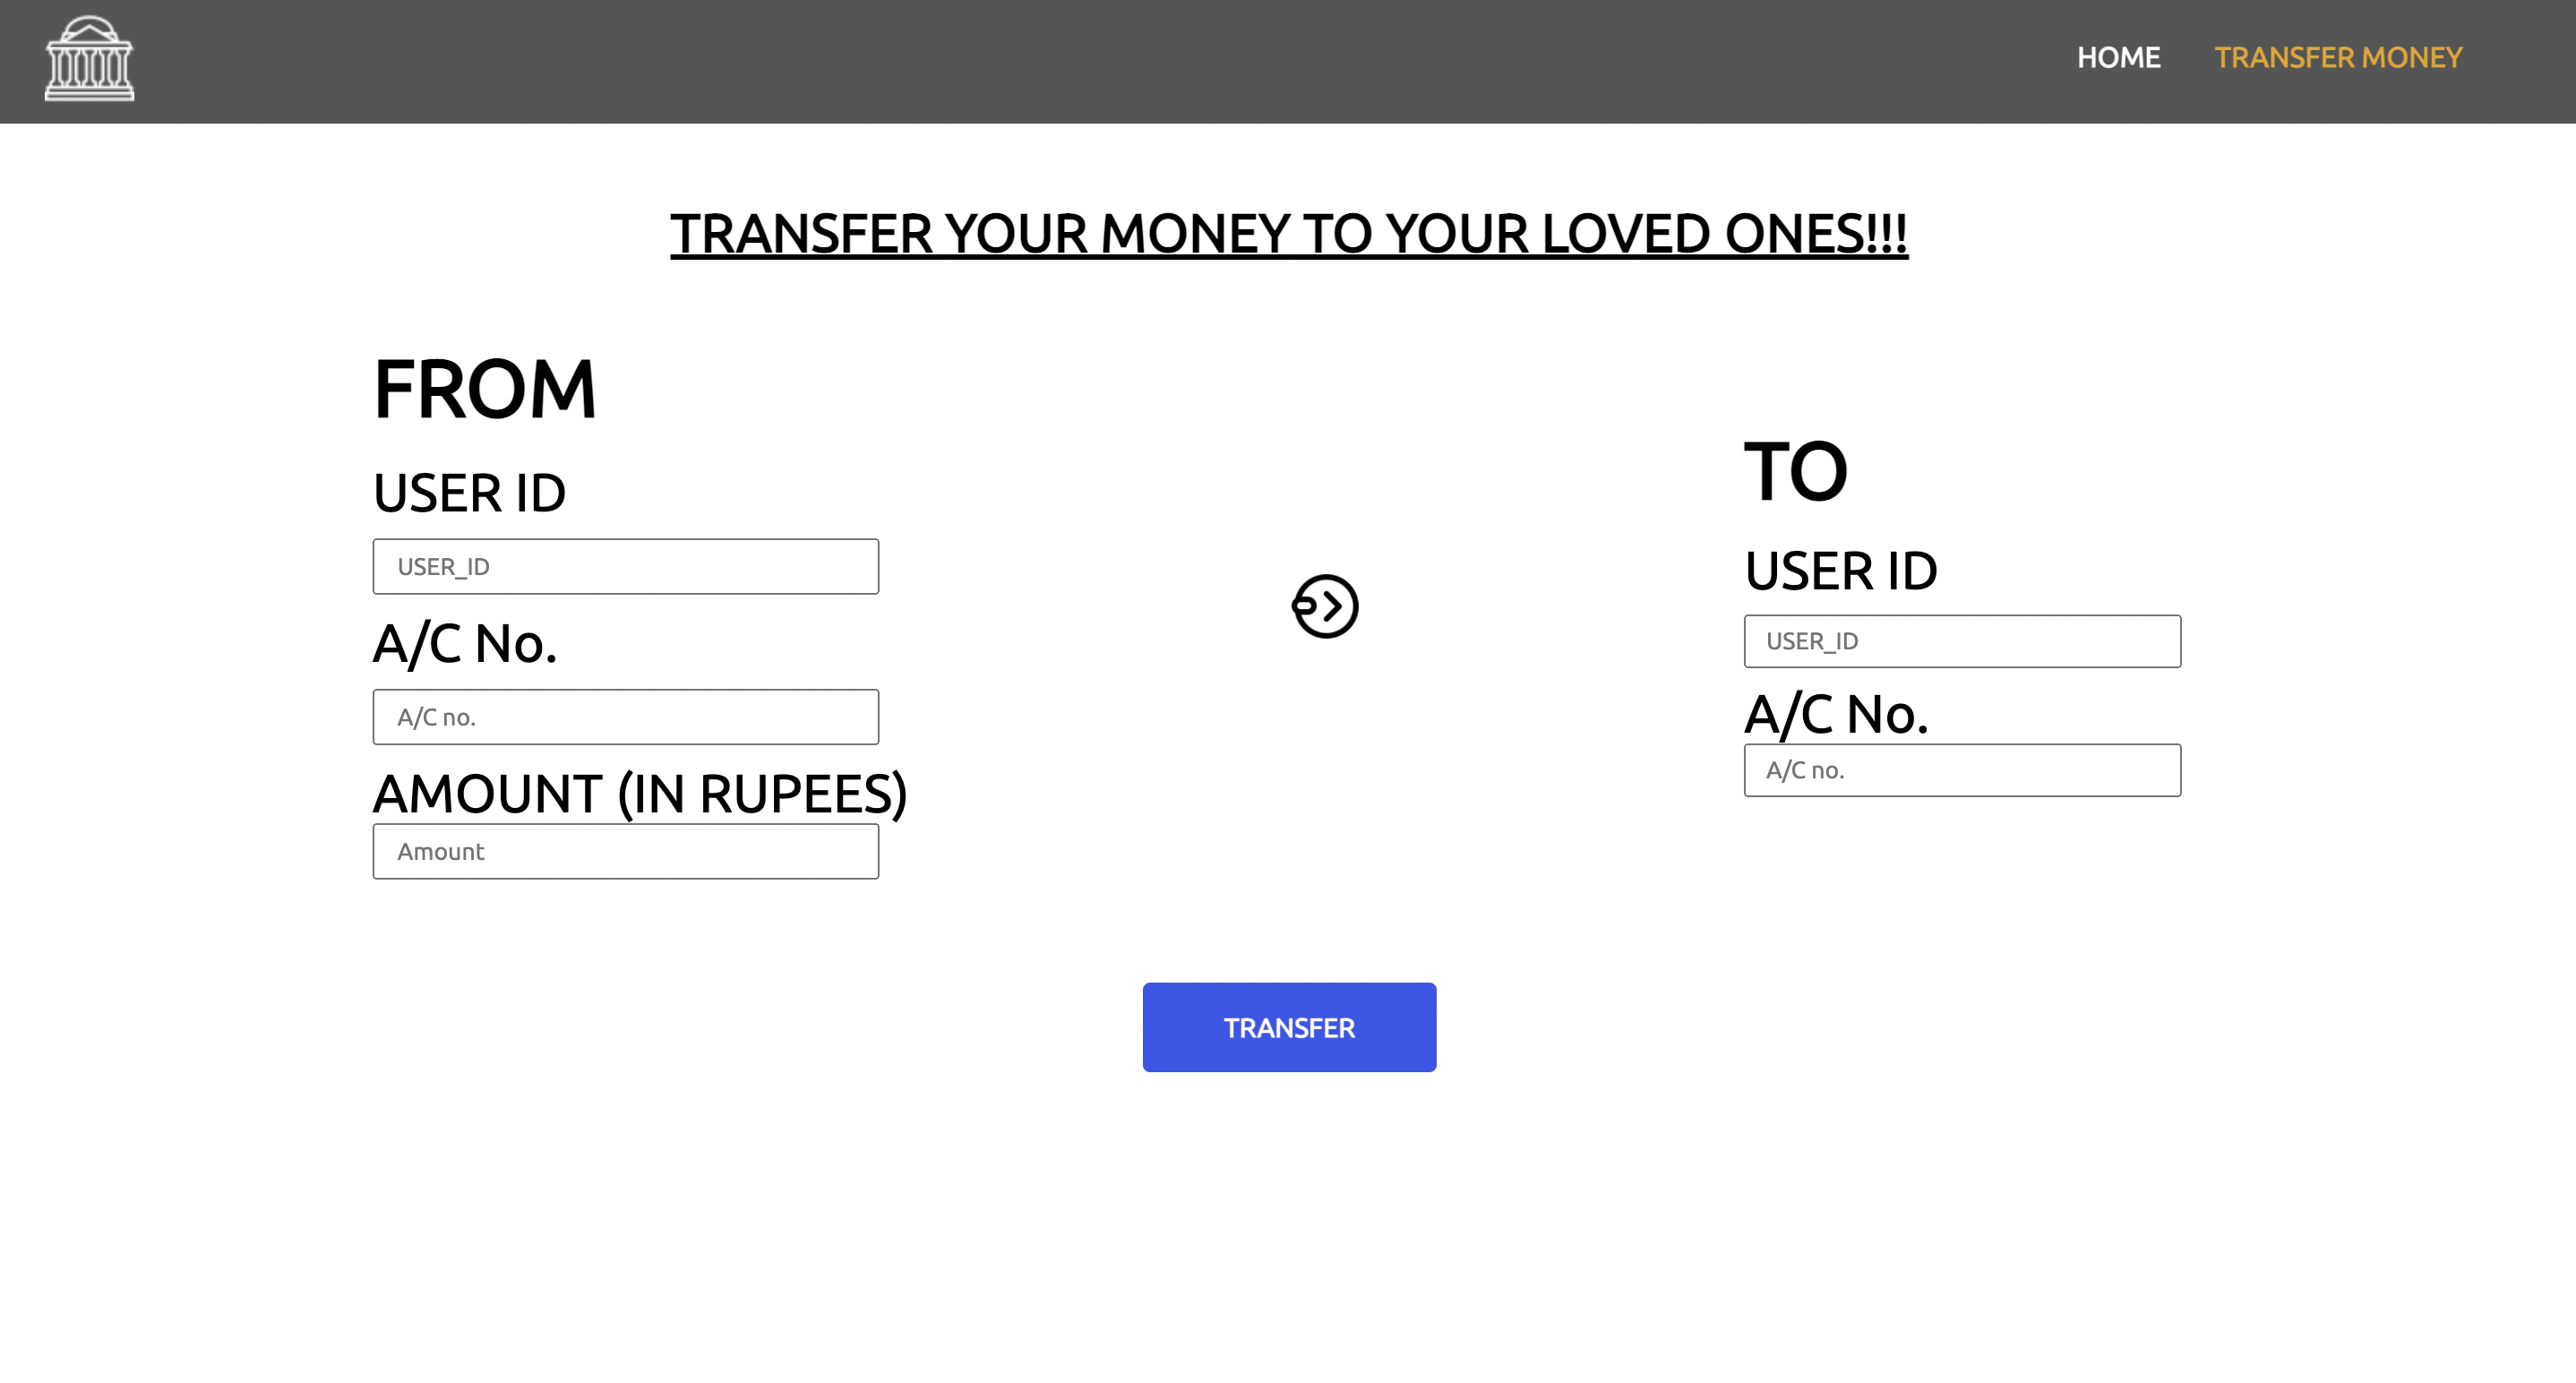 HOME
TRANSFER MONEY
TRANSFER YOUR MONEY TO YOUR LOVED ONES!!!
FROM
USER ID
USER_ID
A/C No.
A/C no.
AMOUNT (IN RUPEES)
Amount
TO
USER ID
USER_ID
A/C No.
A/C no.
TRANSFER